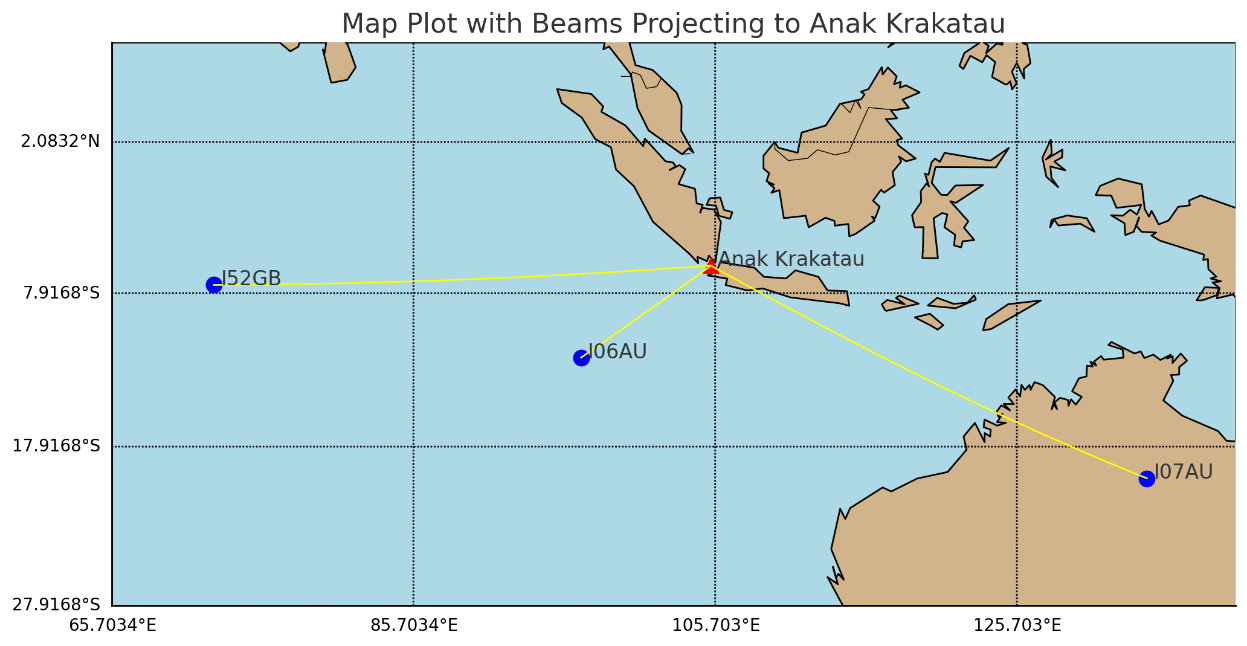 Map Plot with Beams Projecting to Anak Krakatau
2.0832°N
Anak Krakatau
I52GB
7.9168°S
I06AU
17.9168°S
I07AU
27.9168°S
65.7034°E
85.7034°E
105.703°E
125.703°E